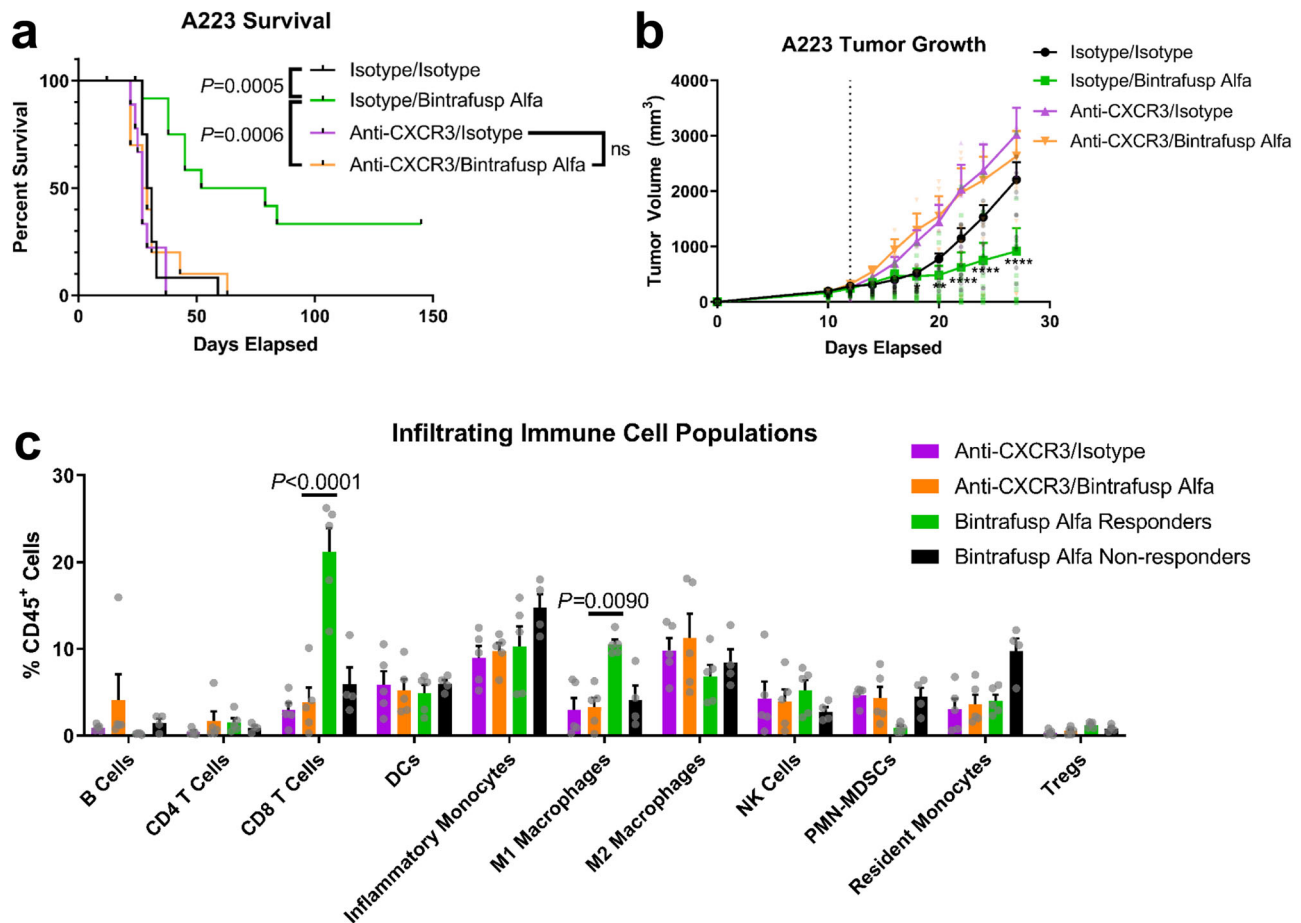 a
A223 Survival
P=0.0005
P=0.0006
Isotype/Isotype
Isotype/Bintrafusp Alfa
Anti-CXCR3/Isotype
Anti-CXCR3/Bintrafusp Alfa
ns
Percent Survival
100
50
0
0
50
100
150
Days Elapsed
b
A223 Tumor Growth
Isotype/Isotype
Isotype/Bintrafusp Alfa
Anti-CXCR3/Isotype
Anti-CXCR3/Bintrafusp Alfa
Tumor Volume (mm³)
4000
3000
2000
1000
0
* ** **** **** ****
0
10
20
30
Days Elapsed
c
Infiltrating Immune Cell Populations
Anti-CXCR3/Isotype
Anti-CXCR3/Bintrafusp Alfa
Bintrafusp Alfa Responders
Bintrafusp Alfa Non-responders
% CD45⁺ Cells
30
20
10
0
P<0.0001
P=0.0090
B Cells
CD4 T Cells
CD8 T Cells
DCs
Inflammatory Monocytes
M1 Macrophages
M2 Macrophages
NK Cells
PMN-MDSCs
Resident Monocytes
Tregs